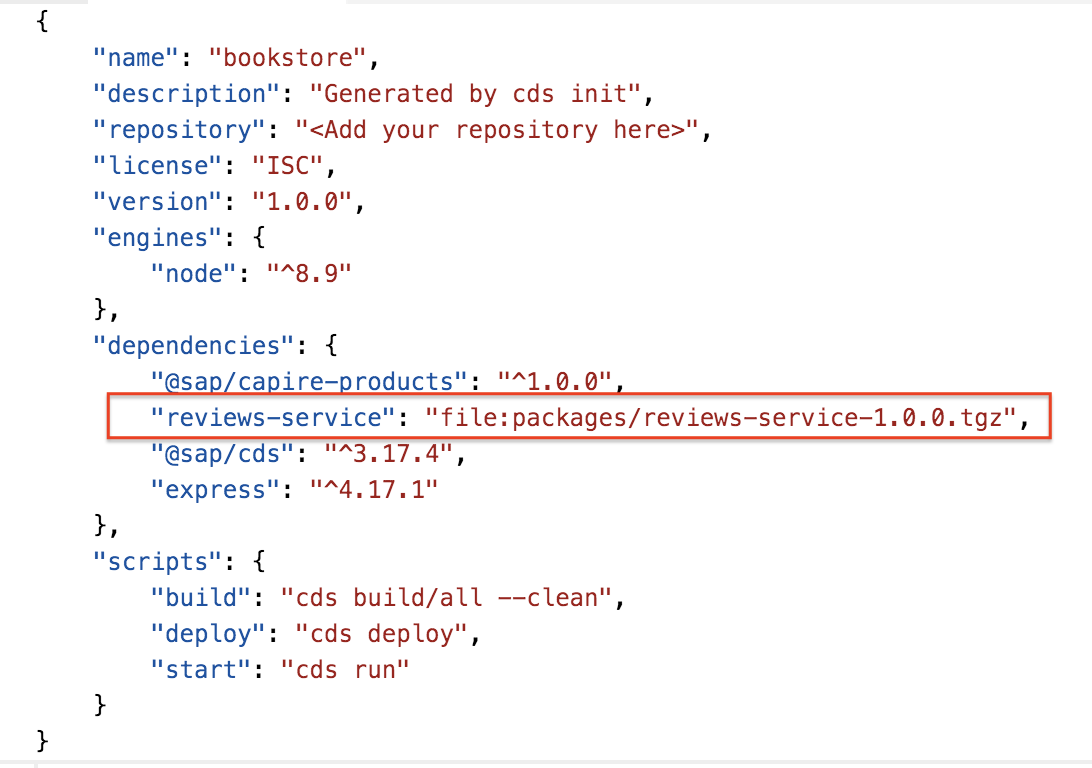 {
"name": "bookstore",
"description": "Generated by cds init",
"repository": "<Add your repository here>",
"license": "ISC",
"version": "1.0.0",
"engines": {
"node": "^8.9"
},
"dependencies": {
"@sap/capire-products": "^1.0.0",
"reviews-service": "file:packages/reviews-service-1.0.0.tgz",
"@sap/cds": "^3.17.4",
"express": "^4.17.1"
},
"scripts": {
"build": "cds build/all --clean",
"deploy": "cds deploy",
"start": "cds run"
}
}